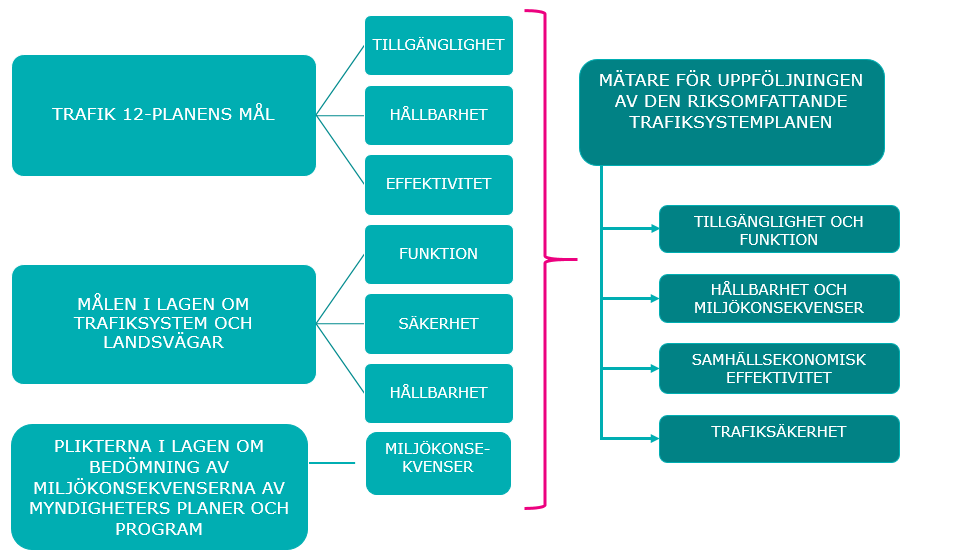 TRAFIK 12-PLANENS MÅL
TILLGÄNGLIGHET
HÅLLBARHET
EFFEKTIVITET
MÅLEN I LAGEN OM
TRAFIKSYSTEM OCH
LANDSVÄGAR
FUNKTION
SÄKERHET
HÅLLBARHET
PLIKTERNA I LAGEN OM
BEDÖMNING AV
MILJÖKONSEKVENSERNA AV
MYNDIGHETERS PLANER OCH
PROGRAM
MILJÖKONSE-
KVENSER
MÄTARE FÖR UPPFÖLJNINGEN
AV DEN RIKSOMFATTANDE
TRAFIKSYSTEMPLANEN
TILLGÄNGLIGHET OCH
FUNKTION
HÅLLBARHET OCH
MILJÖKONSEKVENSER
SAMHÄLLSEKONOMISK
EFFEKTIVITET
TRAFIKSÄKERHET